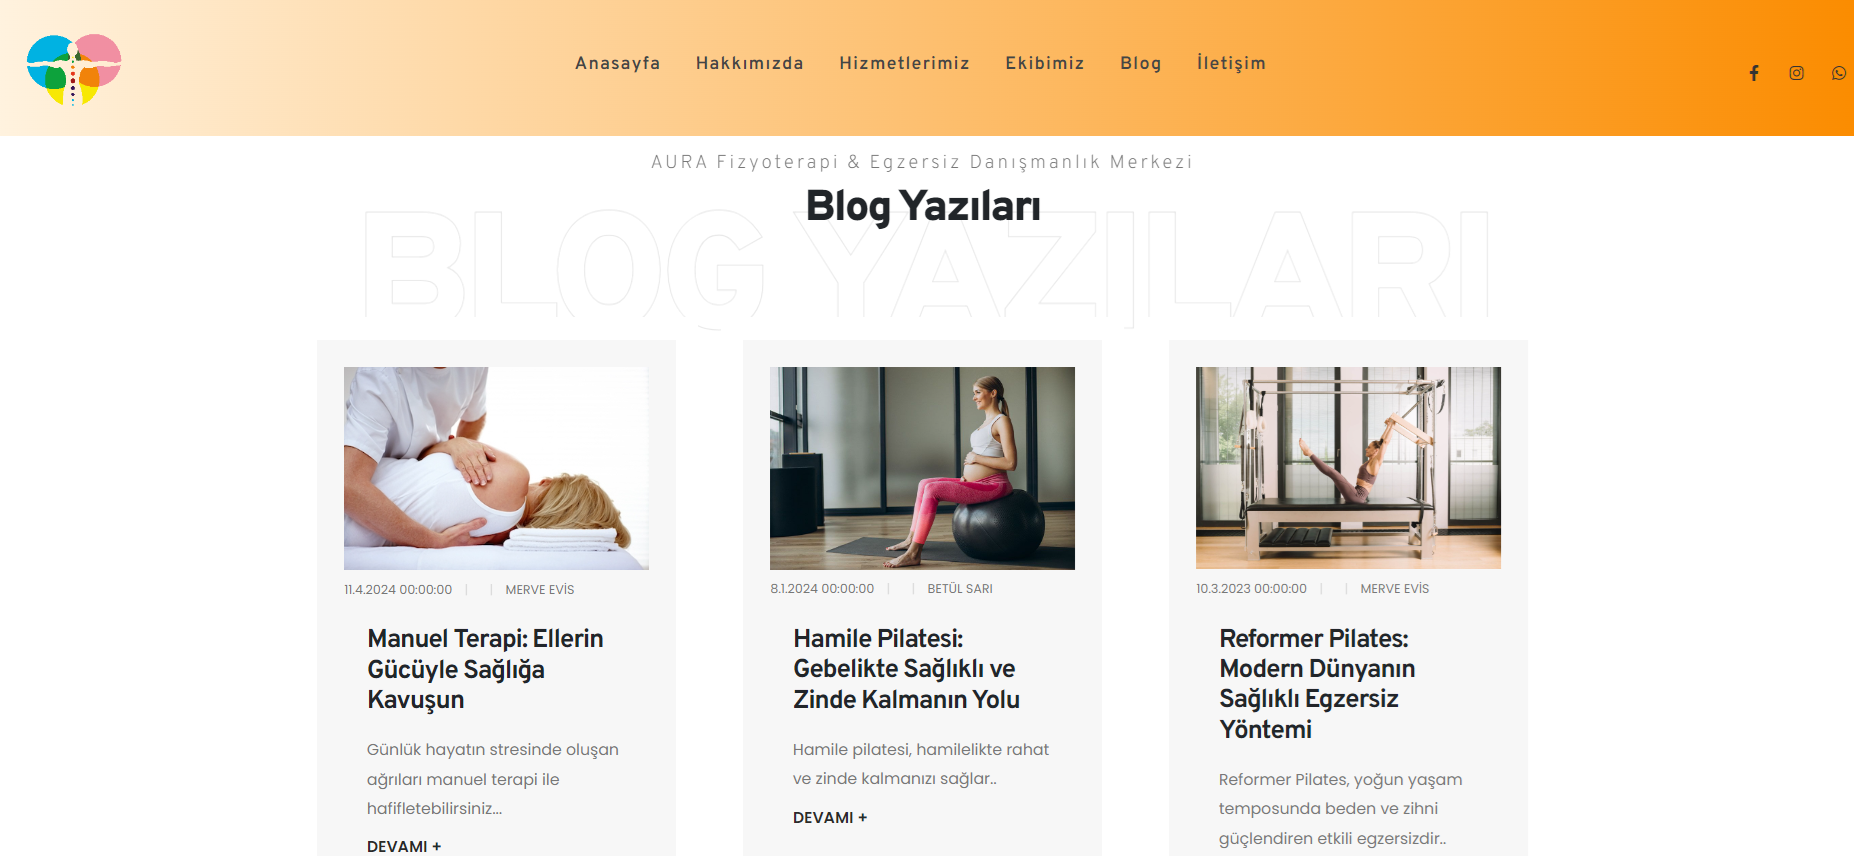 Anasayfa Hakkımızda Hizmetlerimiz Ekibimiz Blog İletişim
AURA Fizyoterapi & Egzersiz Danışmanlık Merkezi
Blog Yazıları
BLOG YAZILARI
11.4.2024 00:00:00 | | MERVE EVİS
Manuel Terapi: Ellerin
Gücüyle Sağlığa
Kavuşun
Günlük hayatın stresinde oluşan
ağrıları manuel terapi ile
hafifletebilirsiniz...
DEVAMI +
8.1.2024 00:00:00 | | BETÜL SARI
Hamile Pilatesi:
Gebelikte Sağlıklı ve
Zinde Kalmanın Yolu
Hamile pilatesi, hamilelikte rahat
ve zinde kalmanızı sağlar..
DEVAMI +
10.3.2023 00:00:00 | | MERVE EVİS
Reformer Pilates:
Modern Dünyanın
Sağlıklı Egzersiz
Yöntemi
Reformer Pilates, yoğun yaşam
temposunda beden ve zihni
güçlendiren etkili egzersizdir..